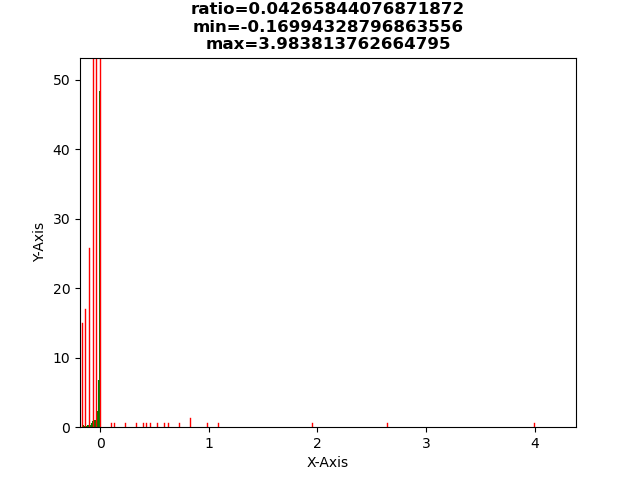 ratio=0.04265844076871872
min=-0.16994328796863556
max=3.983813762664795
50
40
30
20
10
0
Y-Axis
0 1 2 3 4
X-Axis